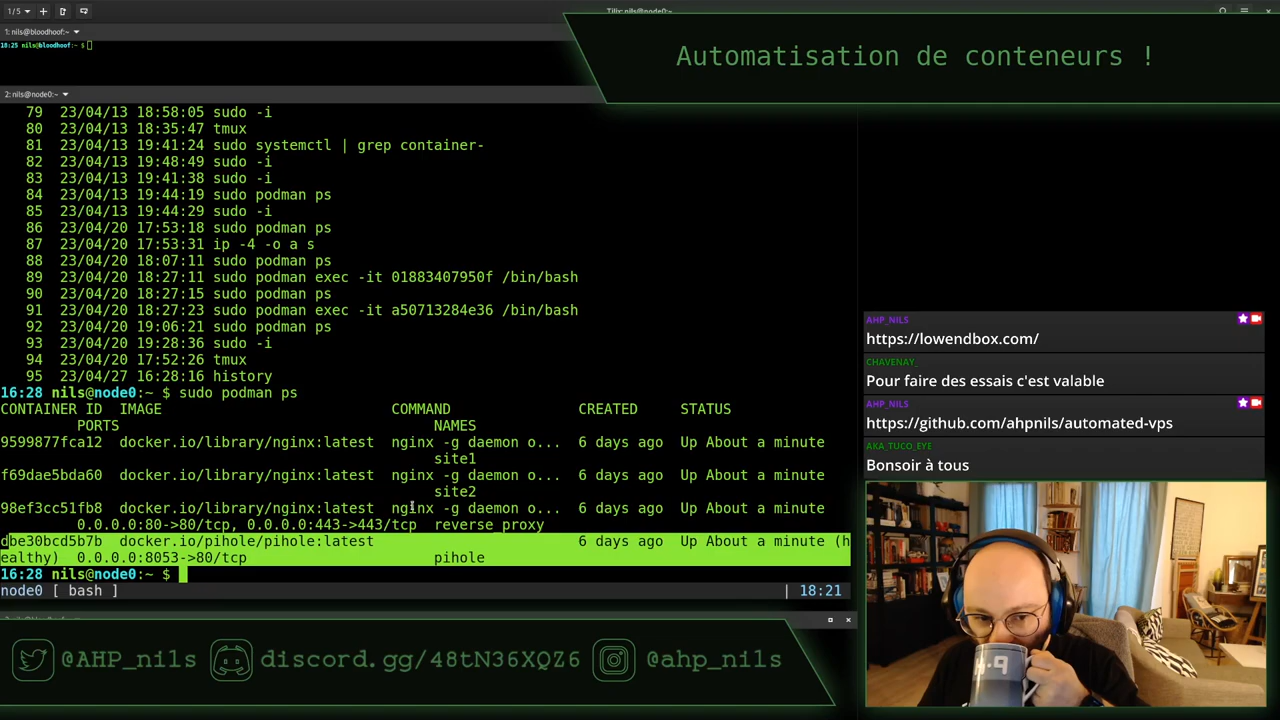 1/5
Tilix: nils@node0:~
1: nils@bloodhoof:~
18:25 nils@bloodhoof:~ $
Automatisation de conteneurs !
2: nils@node0:~
79 23/04/13 18:58:05 sudo -i
80 23/04/13 18:35:47 tmux
81 23/04/13 19:41:24 sudo systemctl | grep container-
82 23/04/13 19:48:49 sudo -i
83 23/04/13 19:41:38 sudo -i
84 23/04/13 19:44:19 sudo podman ps
85 23/04/13 19:44:29 sudo -i
86 23/04/20 17:53:18 sudo podman ps
87 23/04/20 17:53:31 ip -4 -o a s
88 23/04/20 18:07:11 sudo podman ps
89 23/04/20 18:27:11 sudo podman exec -it 01883407950f /bin/bash
90 23/04/20 18:27:15 sudo podman ps
91 23/04/20 18:27:23 sudo podman exec -it a50713284e36 /bin/bash
92 23/04/20 19:06:21 sudo podman ps
93 23/04/20 19:28:36 sudo -i
94 23/04/20 17:52:26 tmux
95 23/04/27 16:28:16 history
16:28 nils@node0:~ $ sudo podman ps
CONTAINER ID IMAGE COMMAND CREATED STATUS
PORTS NAMES
9599877fca12 docker.io/library/nginx:latest nginx -g daemon o... 6 days ago Up About a minute
site1
f69dae5bda60 docker.io/library/nginx:latest nginx -g daemon o... 6 days ago Up About a minute
site2
98ef3cc51fb8 docker.io/library/nginx:latest nginx -g daemon o... 6 days ago Up About a minute
0.0.0.0:80->80/tcp, 0.0.0.0:443->443/tcp reverse_proxy
dbe30bcd5b7b docker.io/pihole/pihole:latest 6 days ago Up About a minute (h
ealthy) 0.0.0.0:8053->80/tcp pihole
16:28 nils@node0:~ $
node0 [ bash ] | 18:21
AHP_NILS
https://lowendbox.com/
CHAVENAY_
Pour faire des essais c'est valable
AHP_NILS
https://github.com/ahpnils/automated-vps
AKA_TUCO_EYE
Bonsoir à tous
@AHP_nils
discord.gg/48tN36XQZ6
@ahp_nils